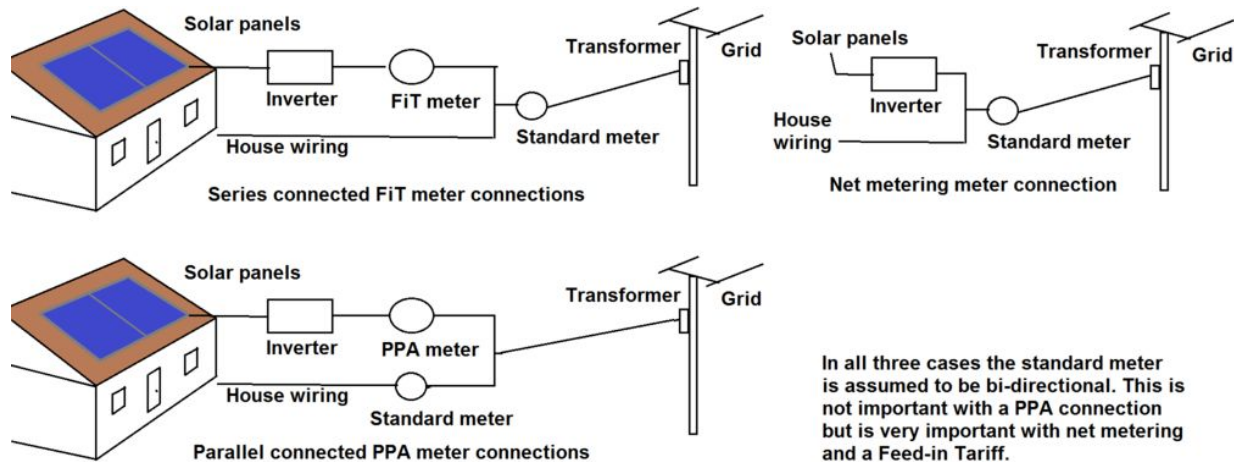 Solar panels
Inverter
FiT meter
House wiring
Standard meter
Transformer
Grid
Series connected FiT meter connections
Solar panels
Inverter
House
wiring
Standard meter
Transformer
Grid
Net metering meter connection
Solar panels
Inverter
PPA meter
House wiring
Standard meter
Transformer
Grid
Parallel connected PPA meter connections
In all three cases the standard meter
is assumed to be bi-directional. This is
not important with a PPA connection
but is very important with net metering
and a Feed-in Tariff.